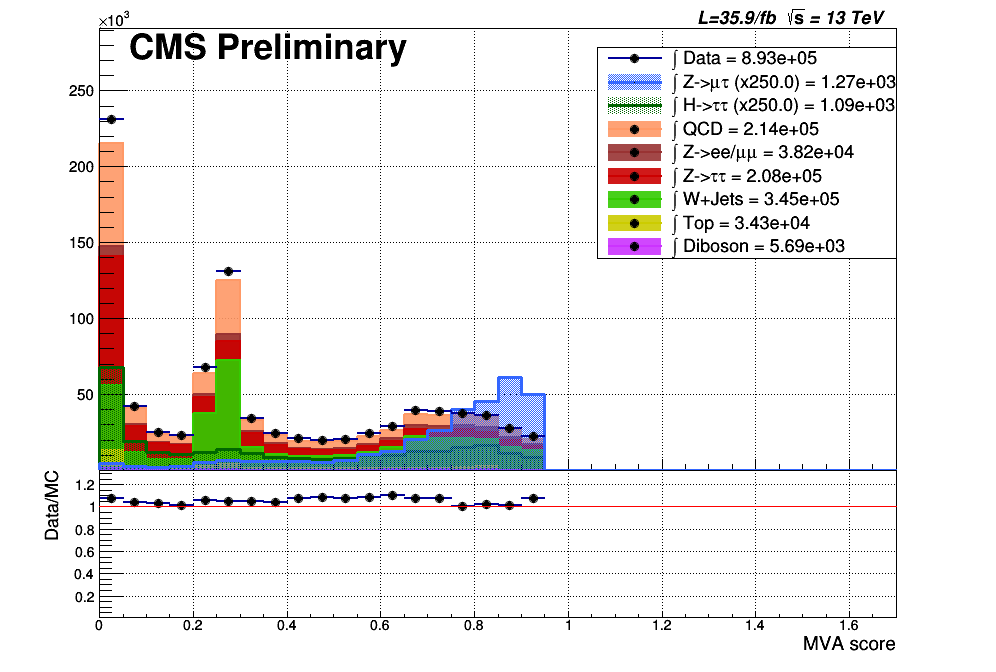 ×10³
L=35.9/fb √s = 13 TeV
CMS Preliminary
∫ Data = 8.93e+05
∫ Z->μτ (x250.0) = 1.27e+03
∫ H->ττ (x250.0) = 1.09e+03
∫ QCD = 2.14e+05
∫ Z->ee/μμ = 3.82e+04
∫ Z->ττ = 2.08e+05
∫ W+Jets = 3.45e+05
∫ Top = 3.43e+04
∫ Diboson = 5.69e+03
250
200
150
100
50
Data/MC
1.2
1
0.8
0.6
0.4
0.2
0 0.2 0.4 0.6 0.8 1 1.2 1.4 1.6
MVA score